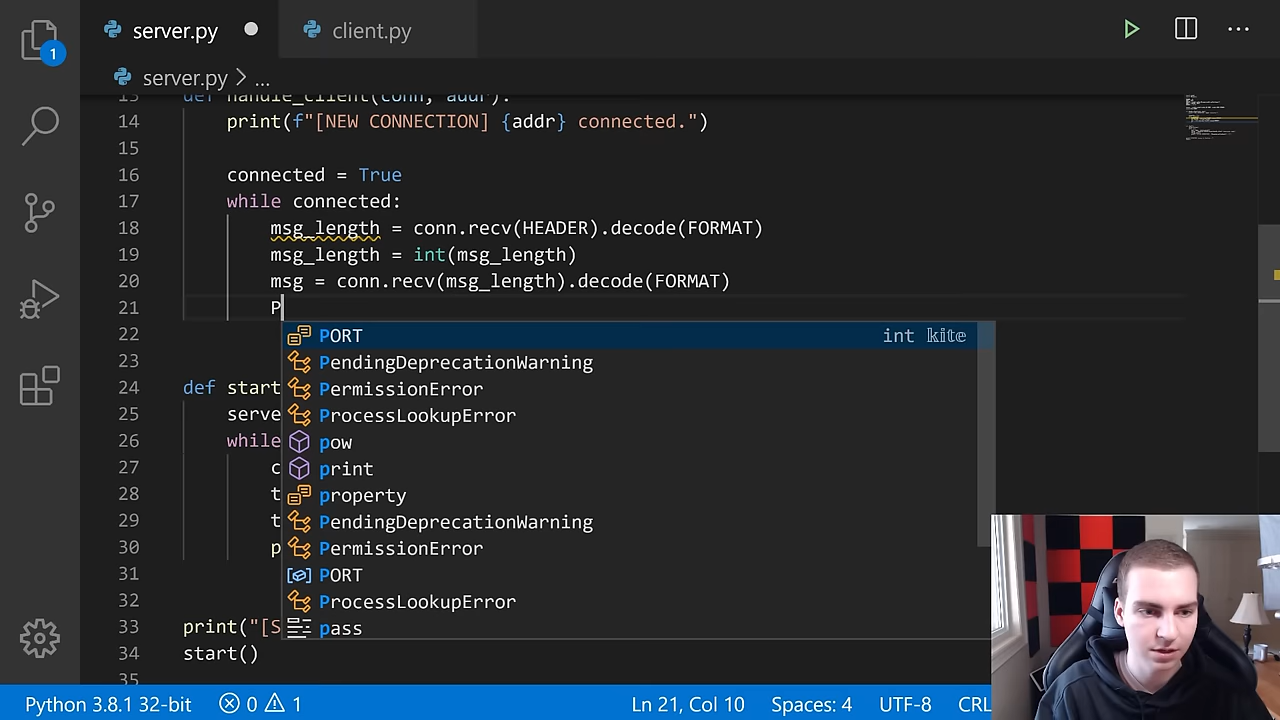 server.py
client.py
1
server.py > ...
13 def handle_client(conn, addr):
14 print(f"[NEW CONNECTION] {addr} connected.")
15
16 connected = True
17 while connected:
18 msg_length = conn.recv(HEADER).decode(FORMAT)
19 msg_length = int(msg_length)
20 msg = conn.recv(msg_length).decode(FORMAT)
21 P
PORT int kite
PendingDeprecationWarning
PermissionError
ProcessLookupError
pow
print
property
PendingDeprecationWarning
PermissionError
PORT
ProcessLookupError
pass
22
23
24 def start
25 serve
26 while
27 c
28 t
29 t
30 p
31
32
33 print("[S
34 start()
35
Python 3.8.1 32-bit 0 1 Ln 21, Col 10 Spaces: 4 UTF-8 CRL